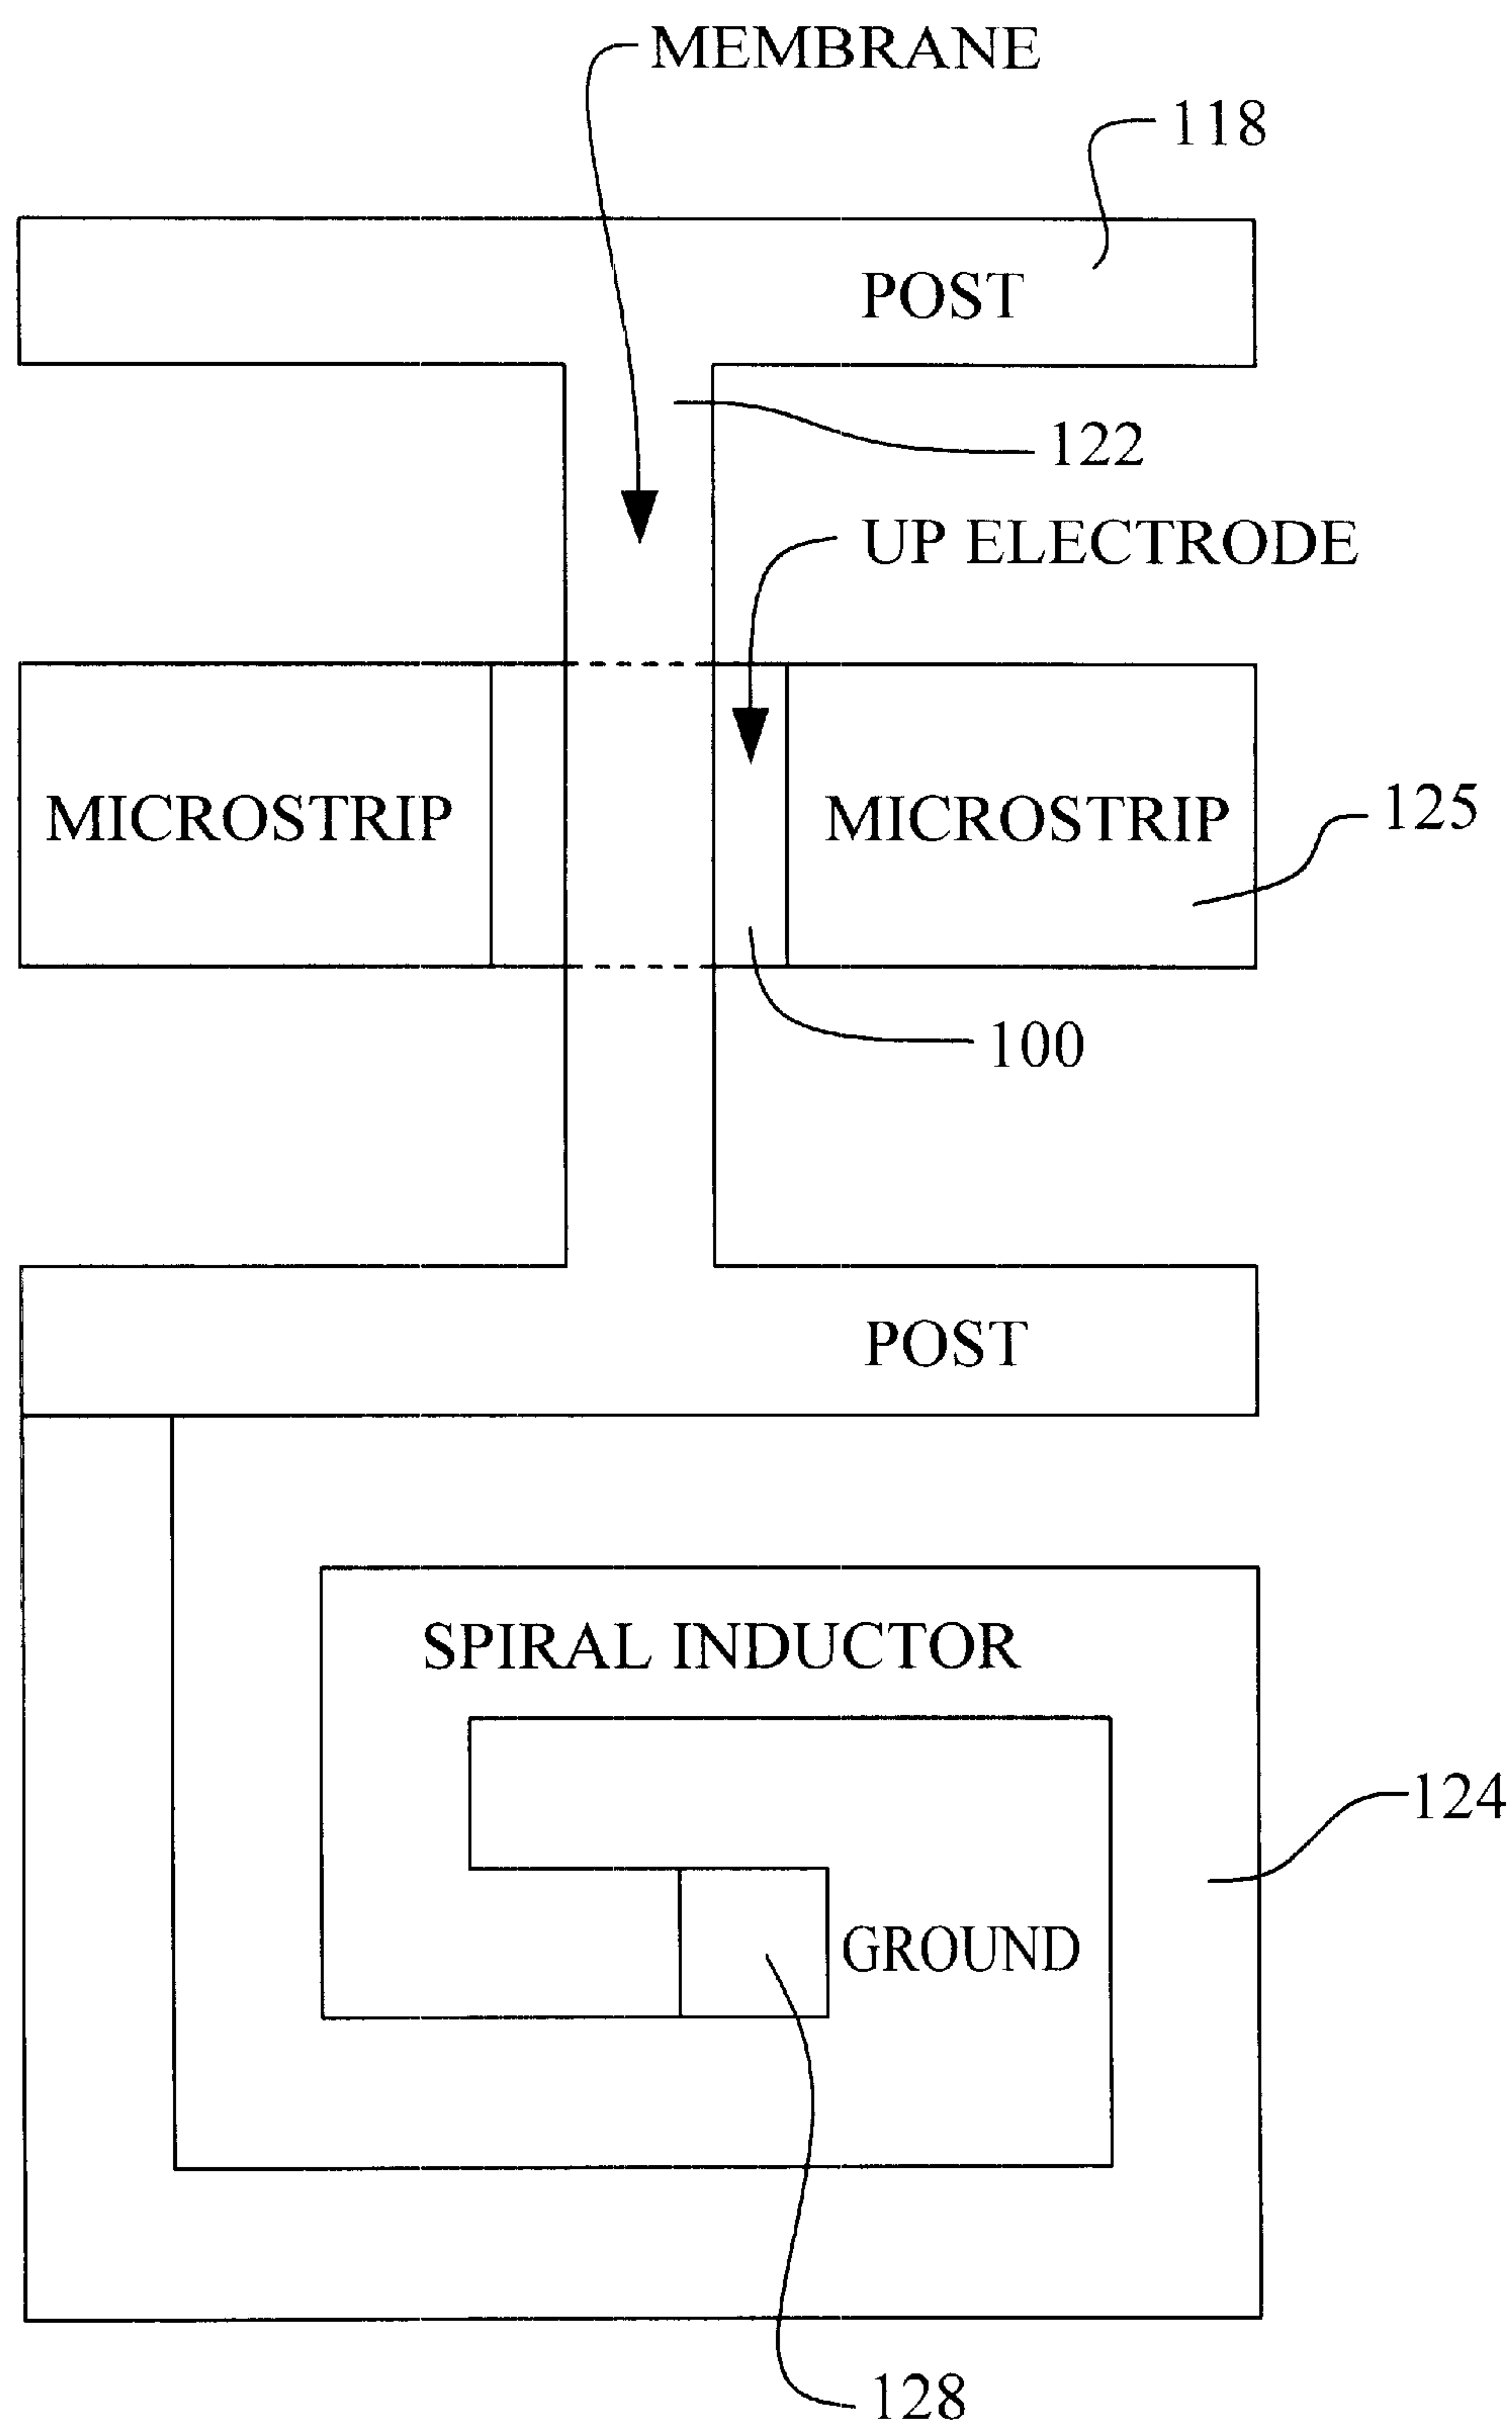 MEMBRANE
118
POST
122
UP ELECTRODE
MICROSTRIP
MICROSTRIP
125
100
POST
SPIRAL INDUCTOR
124
GROUND
128